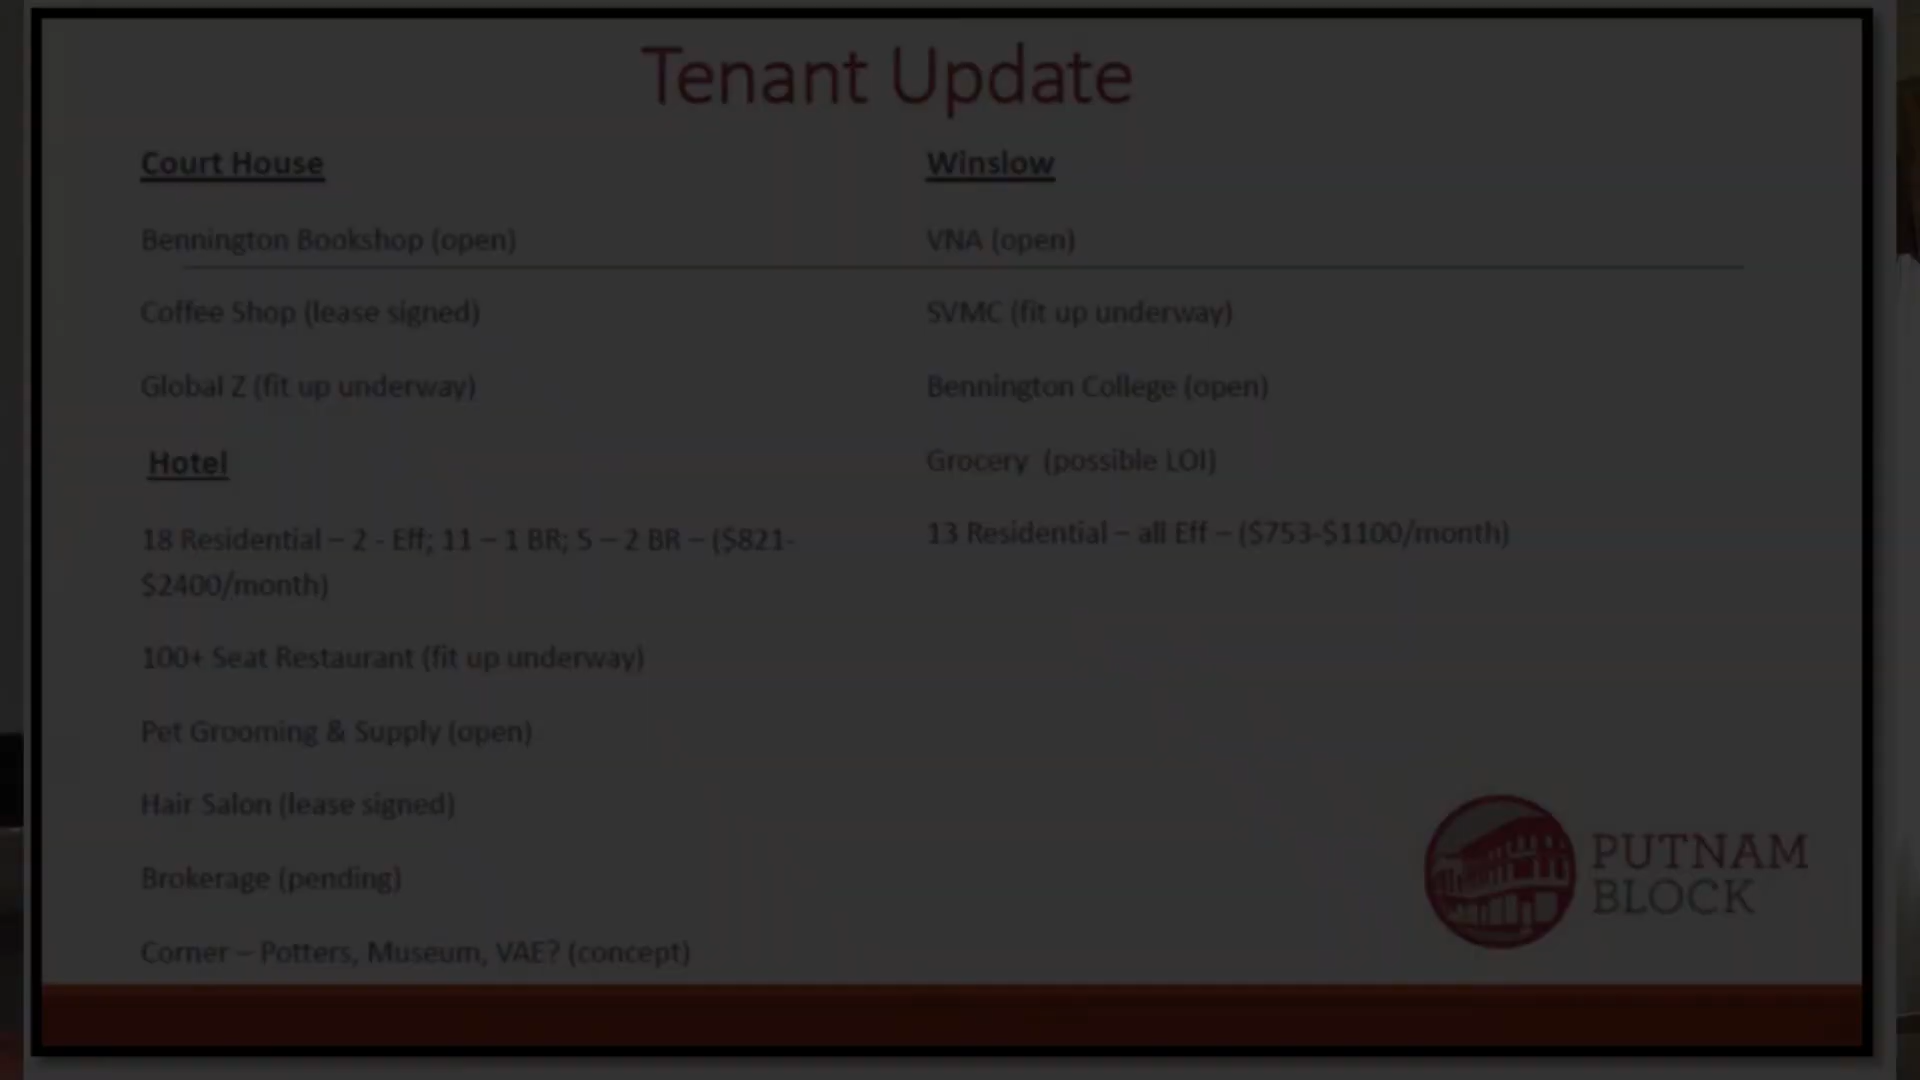 Tenant Update
Court House
Bennington Bookshop (open)
Coffee Shop (lease signed)
Global Z (fit up underway)
Hotel
18 Residential – 2 - Eff; 11 – 1 BR; 5 – 2 BR – ($821-
$2400/month)
100+ Seat Restaurant (fit up underway)
Pet Grooming & Supply (open)
Hair Salon (lease signed)
Brokerage (pending)
Corner – Potters, Museum, VAE? (concept)
Winslow
VNA (open)
SVMC (fit up underway)
Bennington College (open)
Grocery  (possible LOI)
13 Residential – all Eff – ($753-$1100/month)
PUTNAM
BLOCK